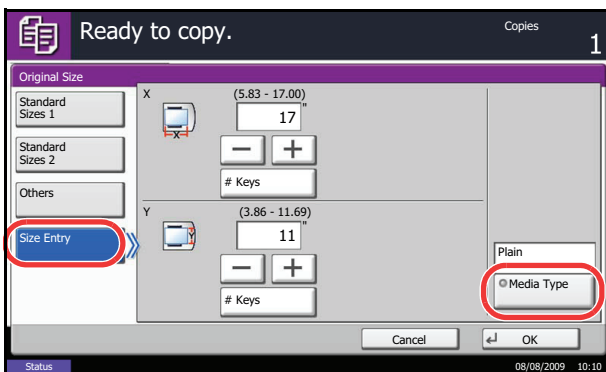 Ready to copy.
Copies
1
Original Size
Standard
Sizes 1
Standard
Sizes 2
Others
Size Entry
X
(5.83 - 17.00)
17"
X
# Keys
Y
(3.86 - 11.69)
11"
Y
# Keys
Plain
Media Type
Cancel
OK
Status
08/08/2009 10:10